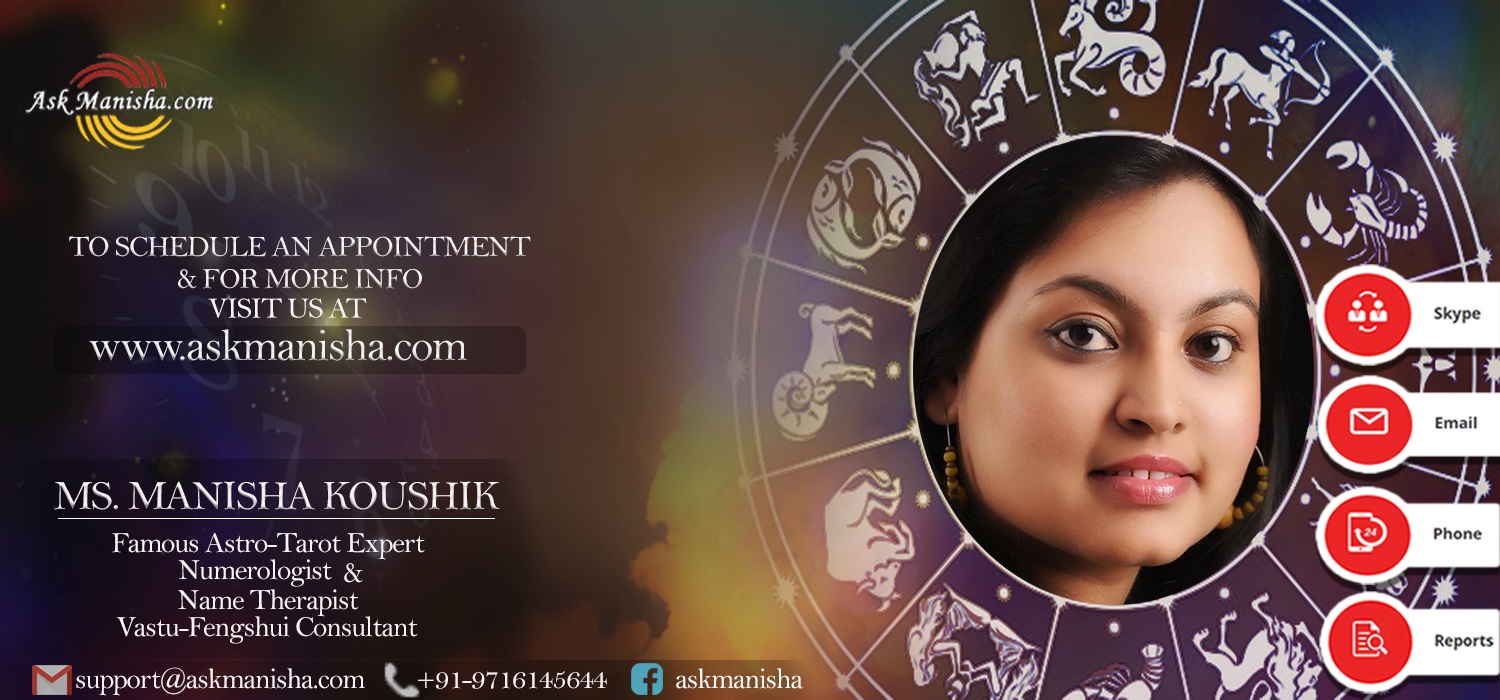 Ask Manisha.com
TO SCHEDULE AN APPOINTMENT
& FOR MORE INFO
VISIT US AT
www.askmanisha.com
MS. MANISHA KOUSHIK
Famous Astro-Tarot Expert
Numerologist &
Name Therapist
Vastu-Fengshui Consultant
support@askmanisha.com +91-9716145644 askmanisha
Skype
Email
24
Phone
Reports